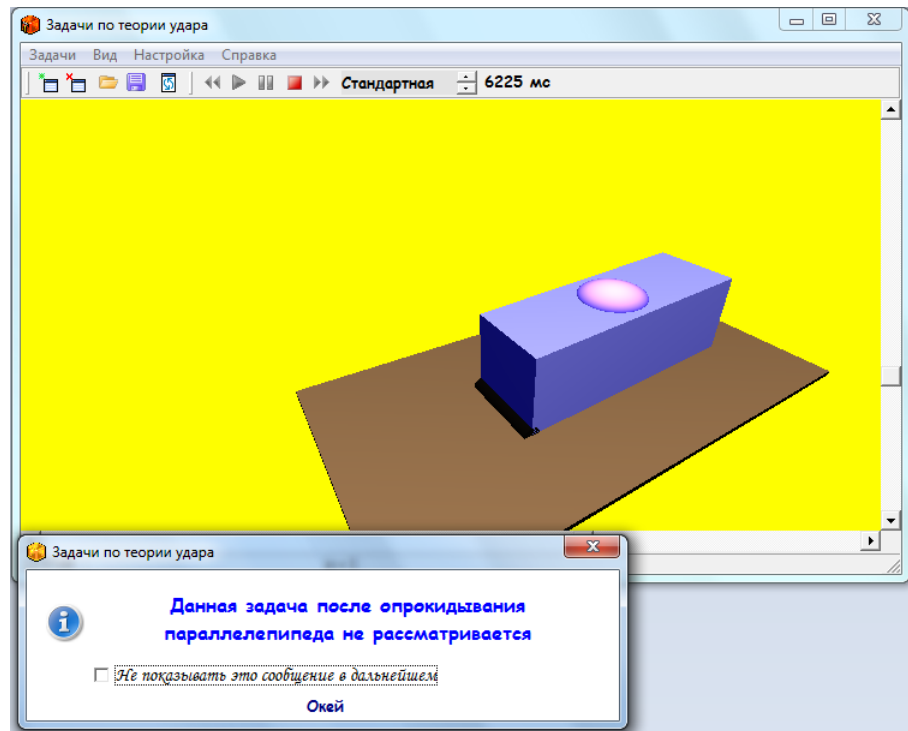 Задачи по теории удара
Задачи Вид Настройка Справка
Стандартная 6225 мс
Задачи по теории удара
Данная задача после опрокидывания
параллелепипеда не рассматривается
Не показывать это сообщение в дальнейшем
Окей